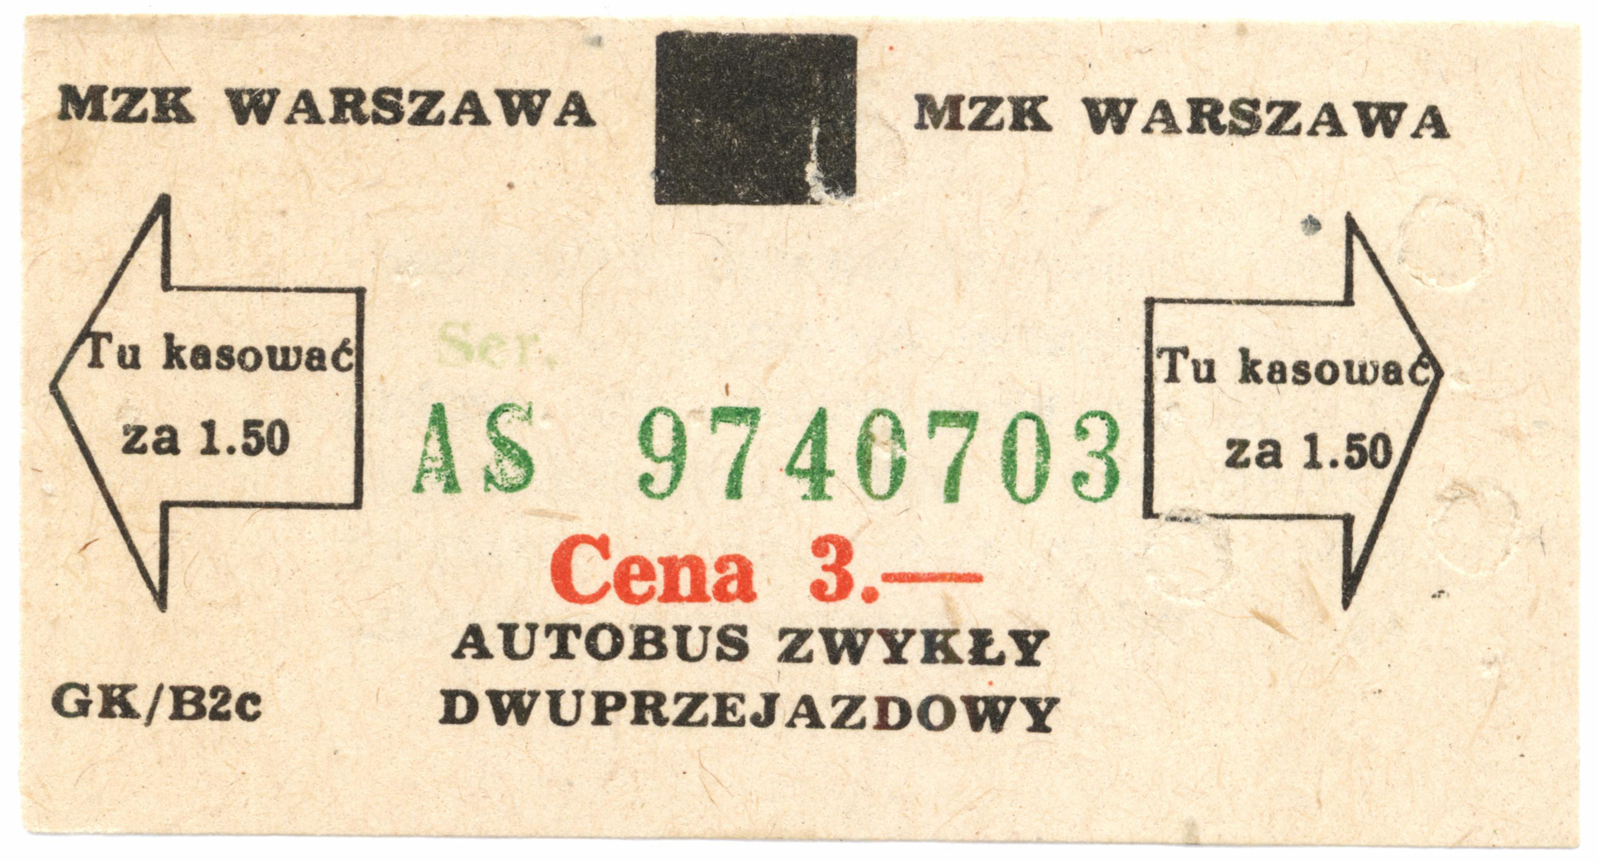 MZK WARSZAWA
MZK WARSZAWA
Tu kasować
za 1.50
Tu kasować
za 1.50
Ser.
AS 9740703
Cena 3.—
AUTOBUS ZWYKŁY
DWUPRZEJAZDOWY
GK/B2c